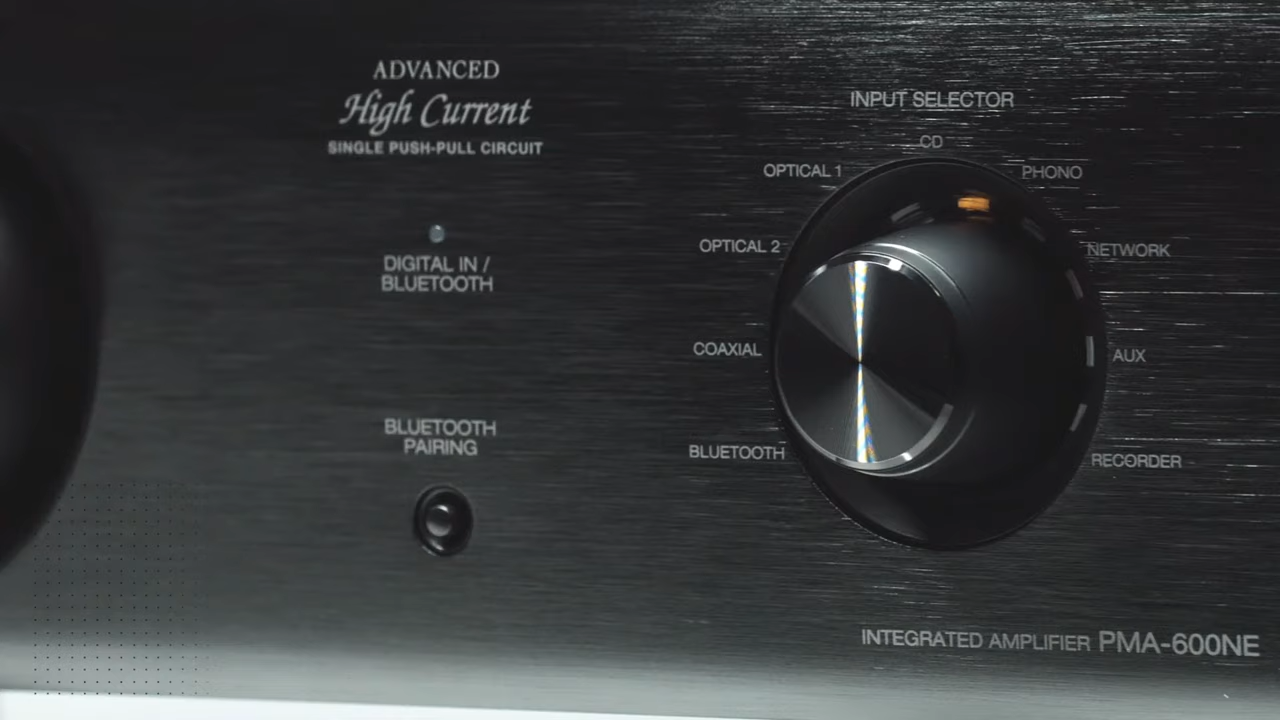 ADVANCED
High Current
SINGLE PUSH-PULL CIRCUIT
DIGITAL IN /
BLUETOOTH
BLUETOOTH
PAIRING
INPUT SELECTOR
CD
OPTICAL 1
PHONO
OPTICAL 2
NETWORK
COAXIAL
AUX
BLUETOOTH
RECORDER
INTEGRATED AMPLIFIER PMA-600NE